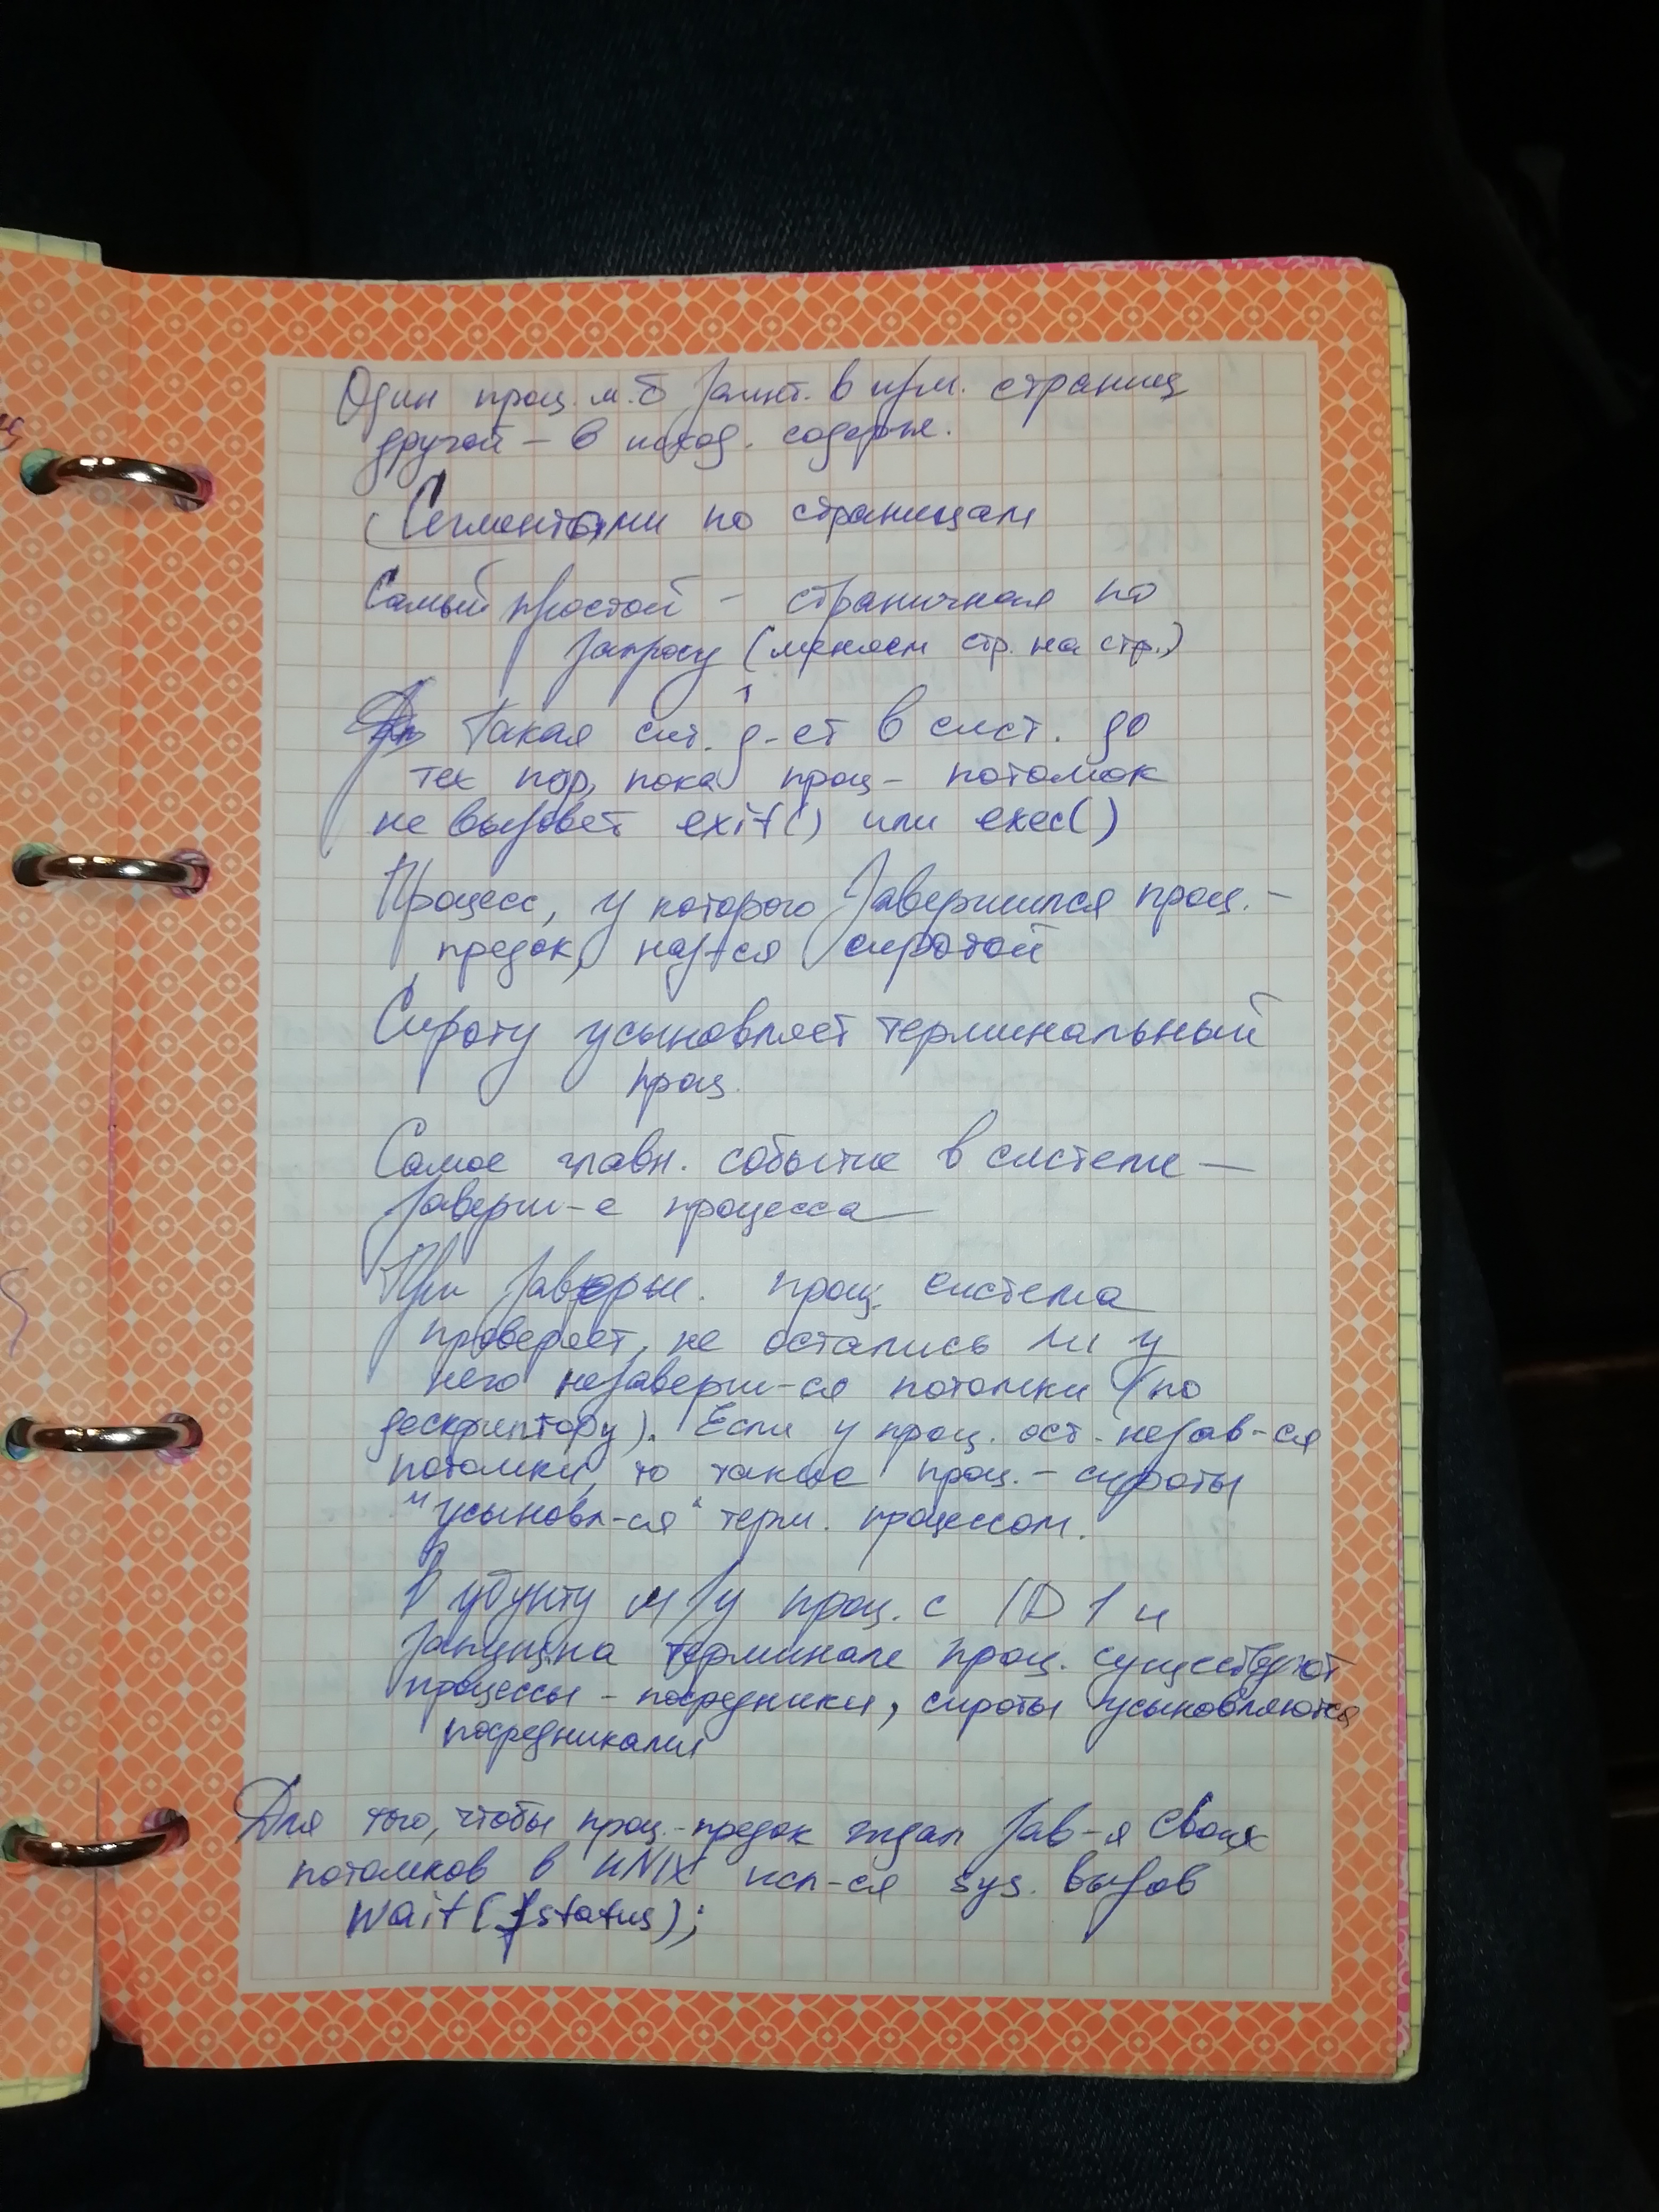 Один проц. м.б заинт. в изм. страниц
другой – в исход. содерж.
Сегментами по страницам
Самый простой – страничная по
запросу (меняем стр. на стр.)
Такая сит. д-ет в сист. до
тех пор, пока проц– потомок
не вызовет exit() или exec()
Процесс, у которого завершился проц.–
предок, наз-ся сиротой
Сироту усыновляет терминальный
проц.
Самое главн. событие в системе –
заверш-е процесса
При заверш. проц. система
проверяет, не остались ли у
него незаверш-ся потомки (по
дескриптору). Если у проц. ост. незав-ся
потомки, то такие проц.– сироты
"усыновл-ся" терм. процессом.
В убунту м/у проц. с ID 1 и
запущ. на терминале проц. существуют
процессы – посредники, сироты усыновляются
посредниками
Для того, чтобы проц.-предок ждал зав-я своих
потомков в UNIX исп-ся sys. вызов
wait(&status);